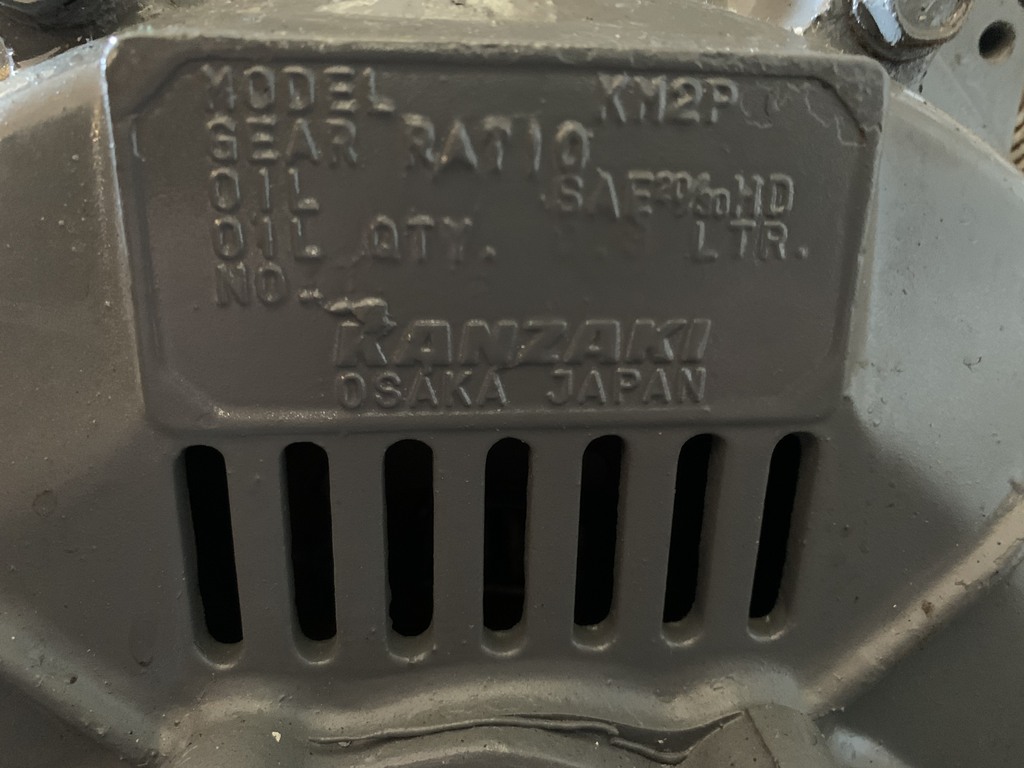 MODEL KM2P
GEAR RATIO
OIL SAE20/30HD
OIL QTY. LTR.
NO.
KANZAKI
OSAKA JAPAN